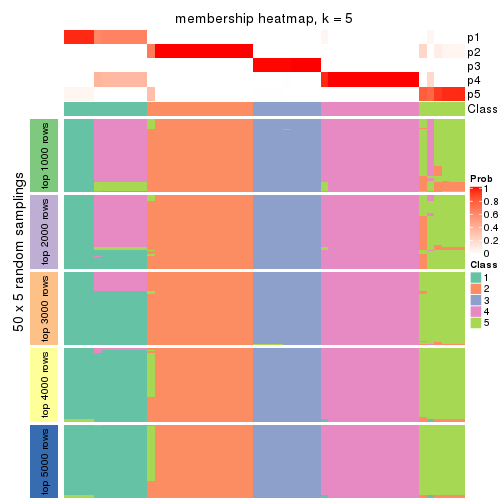 membership heatmap, k = 5
p1
p2
p3
p4
p5
Class
50 x 5 random samplings
top 1000 rows
top 2000 rows
top 3000 rows
top 4000 rows
top 5000 rows
Prob
1
0.8
0.6
0.4
0.2
0
Class
1
2
3
4
5